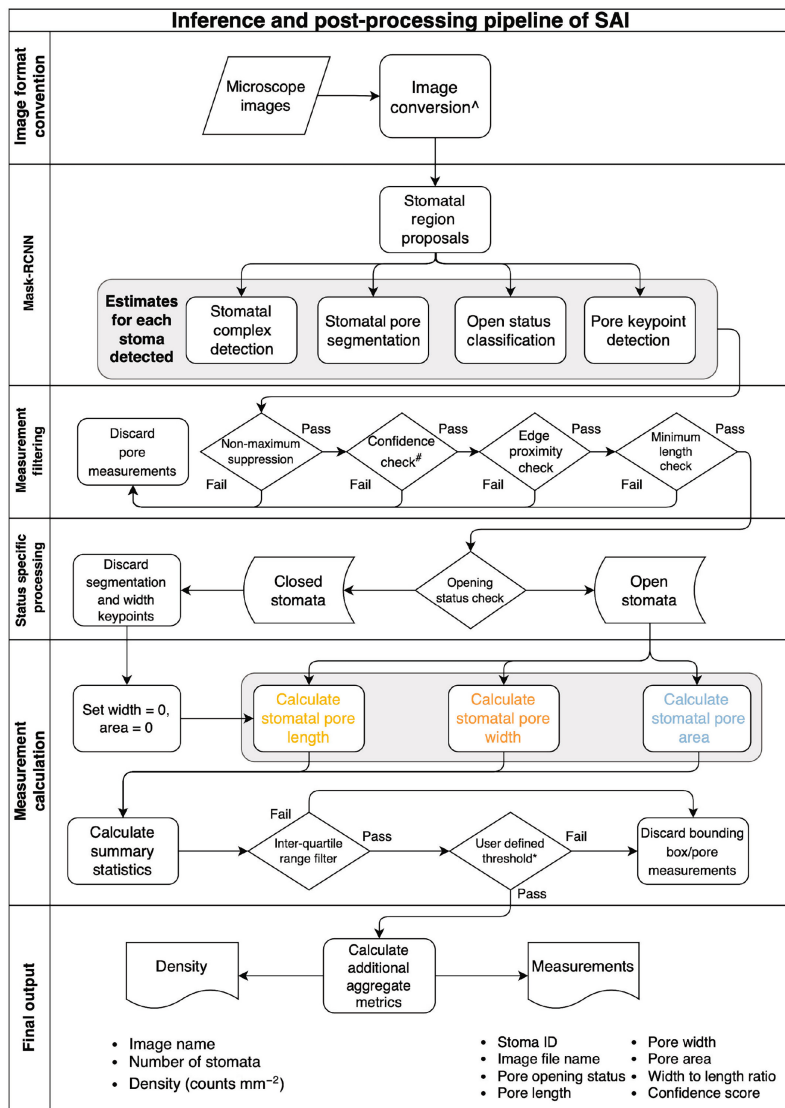 Inference and post-processing pipeline of SAI
Image format
convention
Microscope
images
Image
conversion^
Mask-RCNN
Stomatal
region
proposals
Estimates
for each
stoma
detected
Stomatal
complex
detection
Stomatal pore
segmentation
Open status
classification
Pore keypoint
detection
Measurement
filtering
Discard
pore
measurements
Non-maximum
suppression
Pass
Fail
Confidence
check#
Pass
Fail
Edge
proximity
check
Pass
Fail
Minimum
length
check
Pass
Fail
Status specific
processing
Discard
segmentation
and width
keypoints
Closed
stomata
Opening
status check
Open
stomata
Measurement
calculation
Set width = 0,
area = 0
Calculate
stomatal pore
length
Calculate
stomatal pore
width
Calculate
stomatal pore
area
Calculate
summary
statistics
Fail
Inter-quartile
range filter
Pass
User defined
threshold*
Fail
Pass
Discard bounding
box/pore
measurements
Final output
Density
Calculate
additional
aggregate
metrics
Measurements
• Image name
• Number of stomata
• Density (counts mm⁻²)
• Stoma ID
• Image file name
• Pore opening status
• Pore length
• Pore width
• Pore area
• Width to length ratio
• Confidence score